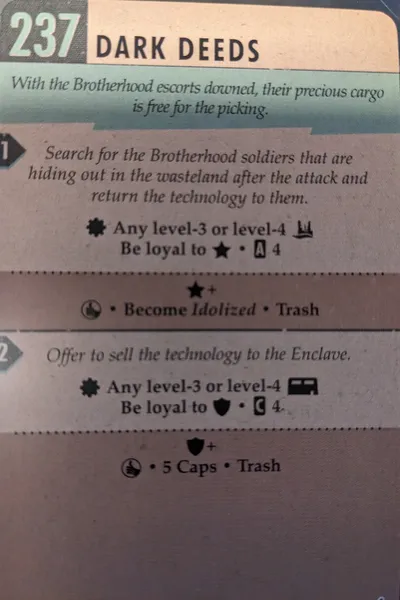 237 DARK DEEDS
With the Brotherhood escorts downed, their precious cargo
is free for the picking.
1
Search for the Brotherhood soldiers that are
hiding out in the wasteland after the attack and
return the technology to them.
Any level-3 or level-4
Be loyal to ★ • A 4
★+
• Become Idolized • Trash
2
Offer to sell the technology to the Enclave.
Any level-3 or level-4
Be loyal to • C 4
+
• 5 Caps • Trash